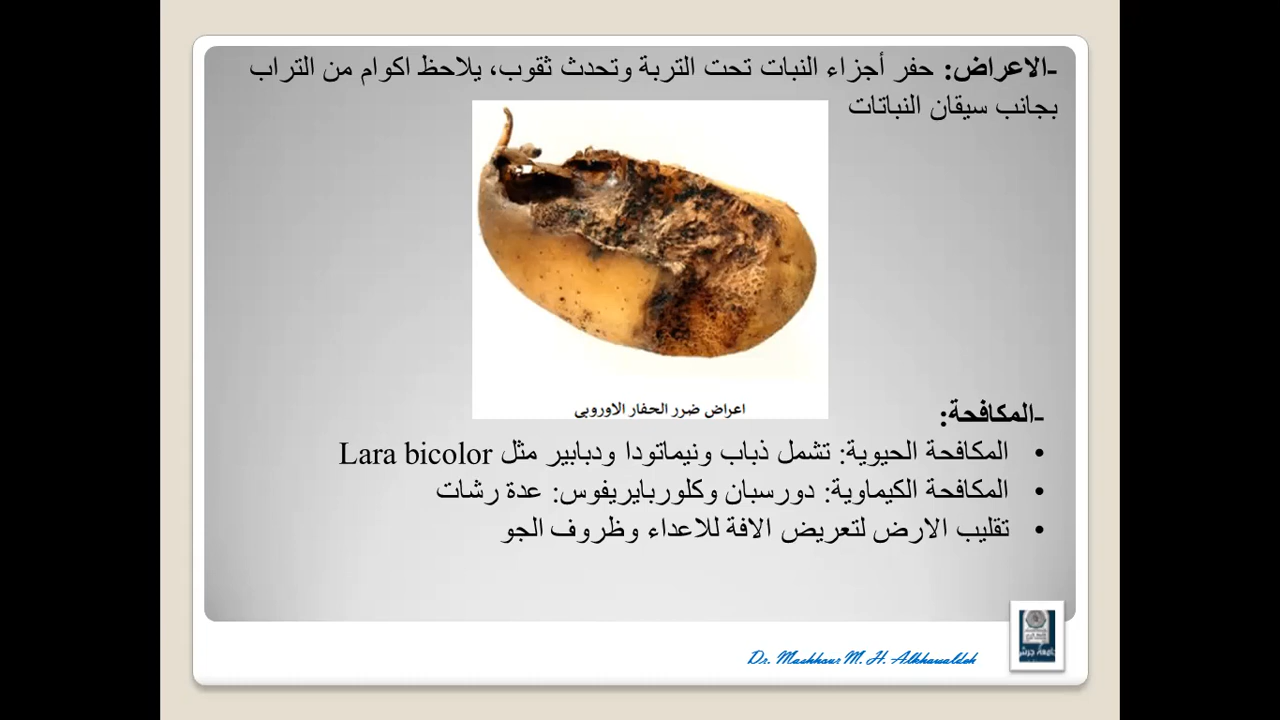 -الاعراض: حفر أجزاء النبات تحت التربة وتحدث ثقوب، يلاحظ اكوام من التراب
بجانب سيقان النباتات
اعراض ضرر الحفار الاوروبي
-المكافحة:
• المكافحة الحيوية: تشمل ذباب ونيماتودا ودبابير مثل Lara bicolor
• المكافحة الكيماوية: دورسبان وكلوربايريفوس: عدة رشات
• تقليب الارض لتعريض الافة للاعداء وظروف الجو
Dr. Mashhour M. H. Alkhawaldeh